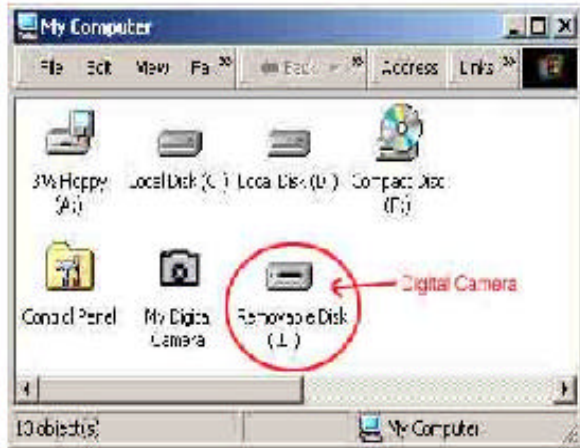 My Computer
File Edit View Fa »
Back »
Address Links »
3½ Floppy (A:)
Local Disk (C:) Local Disk (D:)
Compact Disc
Control Panel
My Digital Camera
Removable Disk
Digital Camera
object(s)
My Computer